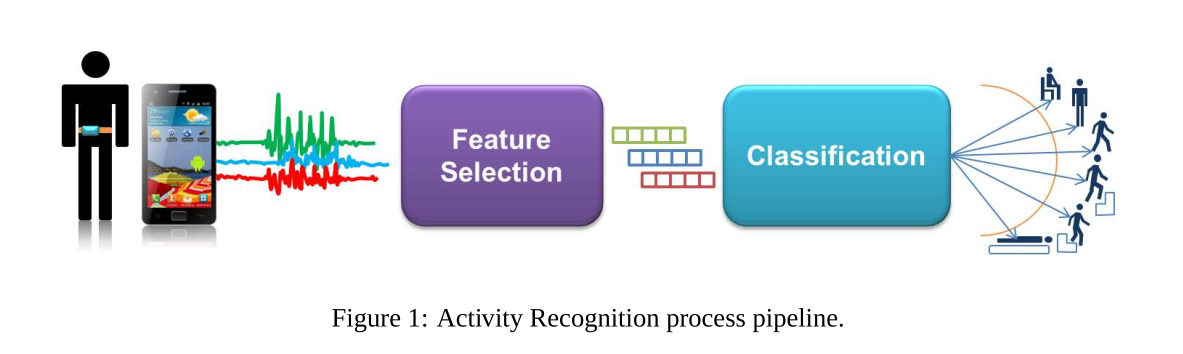 Feature
Selection
Classification
Figure 1: Activity Recognition process pipeline.